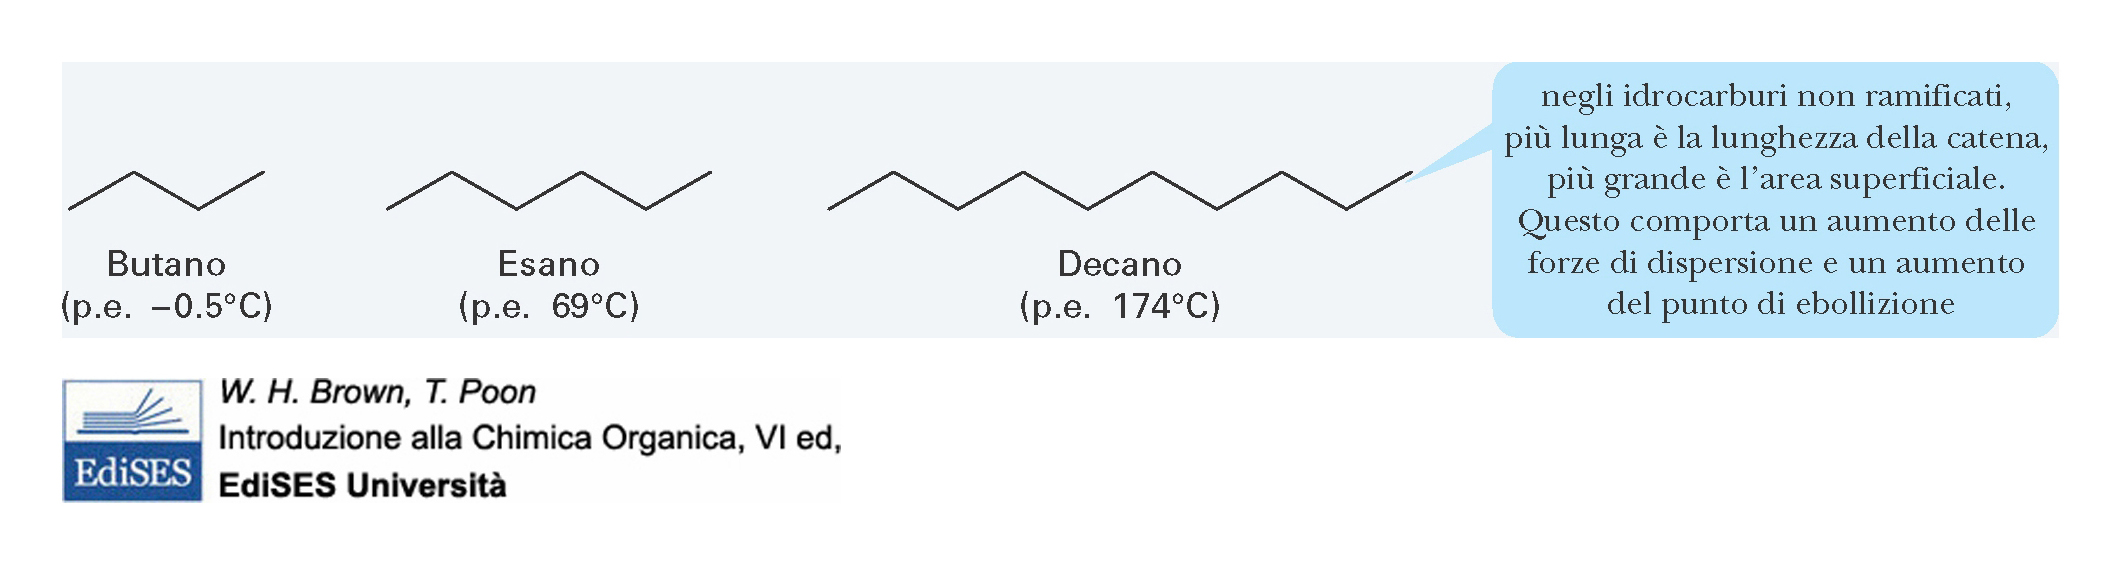 negli idrocarburi non ramificati,
più lunga è la lunghezza della catena,
più grande è l'area superficiale.
Questo comporta un aumento delle
forze di dispersione e un aumento
del punto di ebollizione
Butano
(p.e. −0.5°C)
Esano
(p.e. 69°C)
Decano
(p.e. 174°C)
EdiSES
W. H. Brown, T. Poon
Introduzione alla Chimica Organica, VI ed,
EdiSES Università